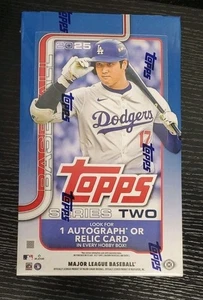 2025
BASEBALL
Dodgers
17
TOPPS
SERIES TWO
LOOK FOR
1 AUTOGRAPH OR
RELIC CARD
IN EVERY HOBBY BOX!
MAJOR LEAGUE BASEBALL